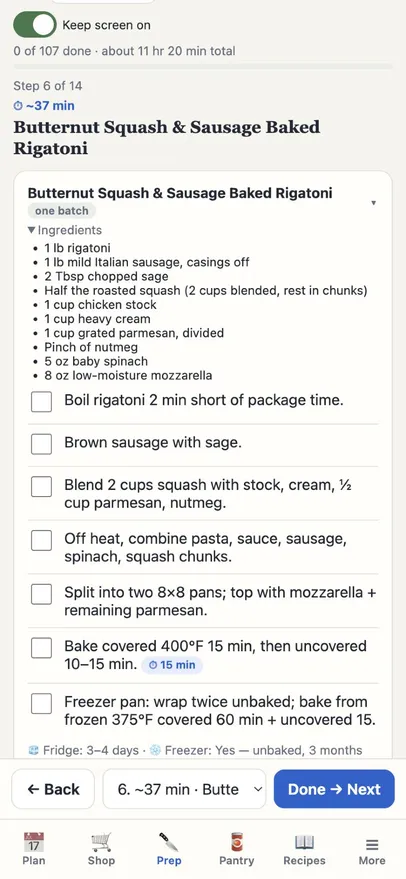 Keep screen on
0 of 107 done · about 11 hr 20 min total
Step 6 of 14
⏱ ~37 min
Butternut Squash & Sausage Baked
Rigatoni
Butternut Squash & Sausage Baked Rigatoni
one batch
▼ Ingredients
• 1 lb rigatoni
• 1 lb mild Italian sausage, casings off
• 2 Tbsp chopped sage
• Half the roasted squash (2 cups blended, rest in chunks)
• 1 cup chicken stock
• 1 cup heavy cream
• 1 cup grated parmesan, divided
• Pinch of nutmeg
• 5 oz baby spinach
• 8 oz low-moisture mozzarella
Boil rigatoni 2 min short of package time.
Brown sausage with sage.
Blend 2 cups squash with stock, cream, ½
cup parmesan, nutmeg.
Off heat, combine pasta, sauce, sausage,
spinach, squash chunks.
Split into two 8×8 pans; top with mozzarella +
remaining parmesan.
Bake covered 400°F 15 min, then uncovered
10–15 min. ⏱ 15 min
Freezer pan: wrap twice unbaked; bake from
frozen 375°F covered 60 min + uncovered 15.
Fridge: 3–4 days · Freezer: Yes — unbaked, 3 months
← Back
6. ~37 min · Butte
Done → Next
17
Plan
Shop
Prep
Pantry
Recipes
More